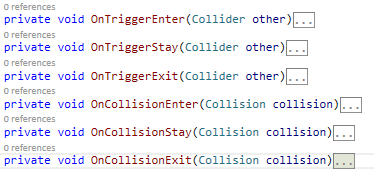 0 references
private void OnTriggerEnter(Collider other)...
0 references
private void OnTriggerStay(Collider other)...
0 references
private void OnTriggerExit(Collider other)...
0 references
private void OnCollisionEnter(Collision collision)...
0 references
private void OnCollisionStay(Collision collision)...
0 references
private void OnCollisionExit(Collision collision)...